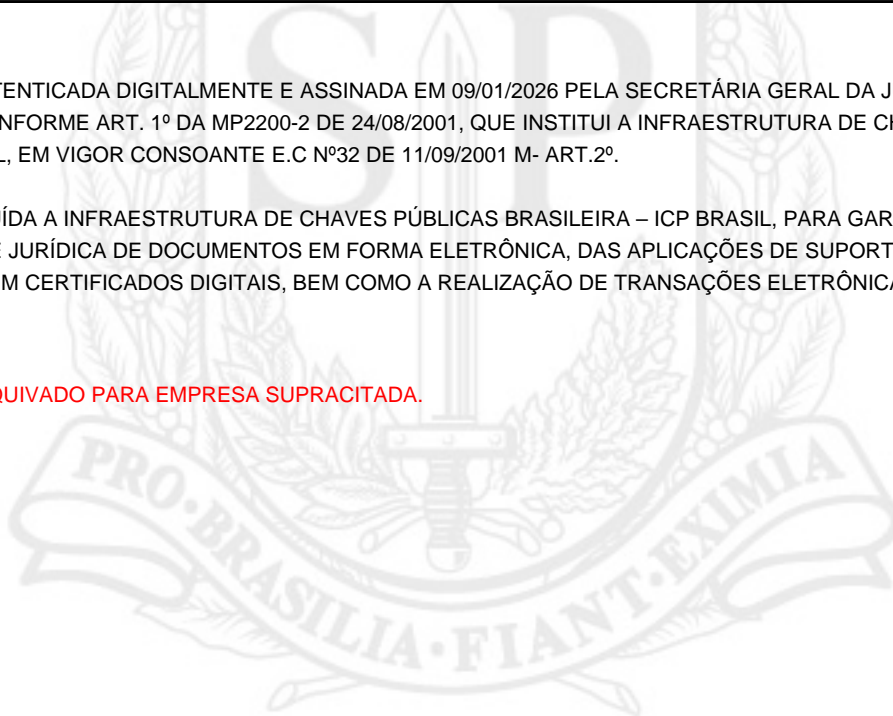 TENTICADA DIGITALMENTE E ASSINADA EM 09/01/2026 PELA SECRETÁRIA GERAL DA J
NFORME ART. 1º DA MP2200-2 DE 24/08/2001, QUE INSTITUI A INFRAESTRUTURA DE CH
L, EM VIGOR CONSOANTE E.C Nº32 DE 11/09/2001 M- ART.2º.
ÍDA A INFRAESTRUTURA DE CHAVES PÚBLICAS BRASILEIRA – ICP BRASIL, PARA GAR
E JURÍDICA DE DOCUMENTOS EM FORMA ELETRÔNICA, DAS APLICAÇÕES DE SUPORT
M CERTIFICADOS DIGITAIS, BEM COMO A REALIZAÇÃO DE TRANSAÇÕES ELETRÔNICA
QUIVADO PARA EMPRESA SUPRACITADA.
SP
PRO·BRASILIA·FIANT·EXIMIA